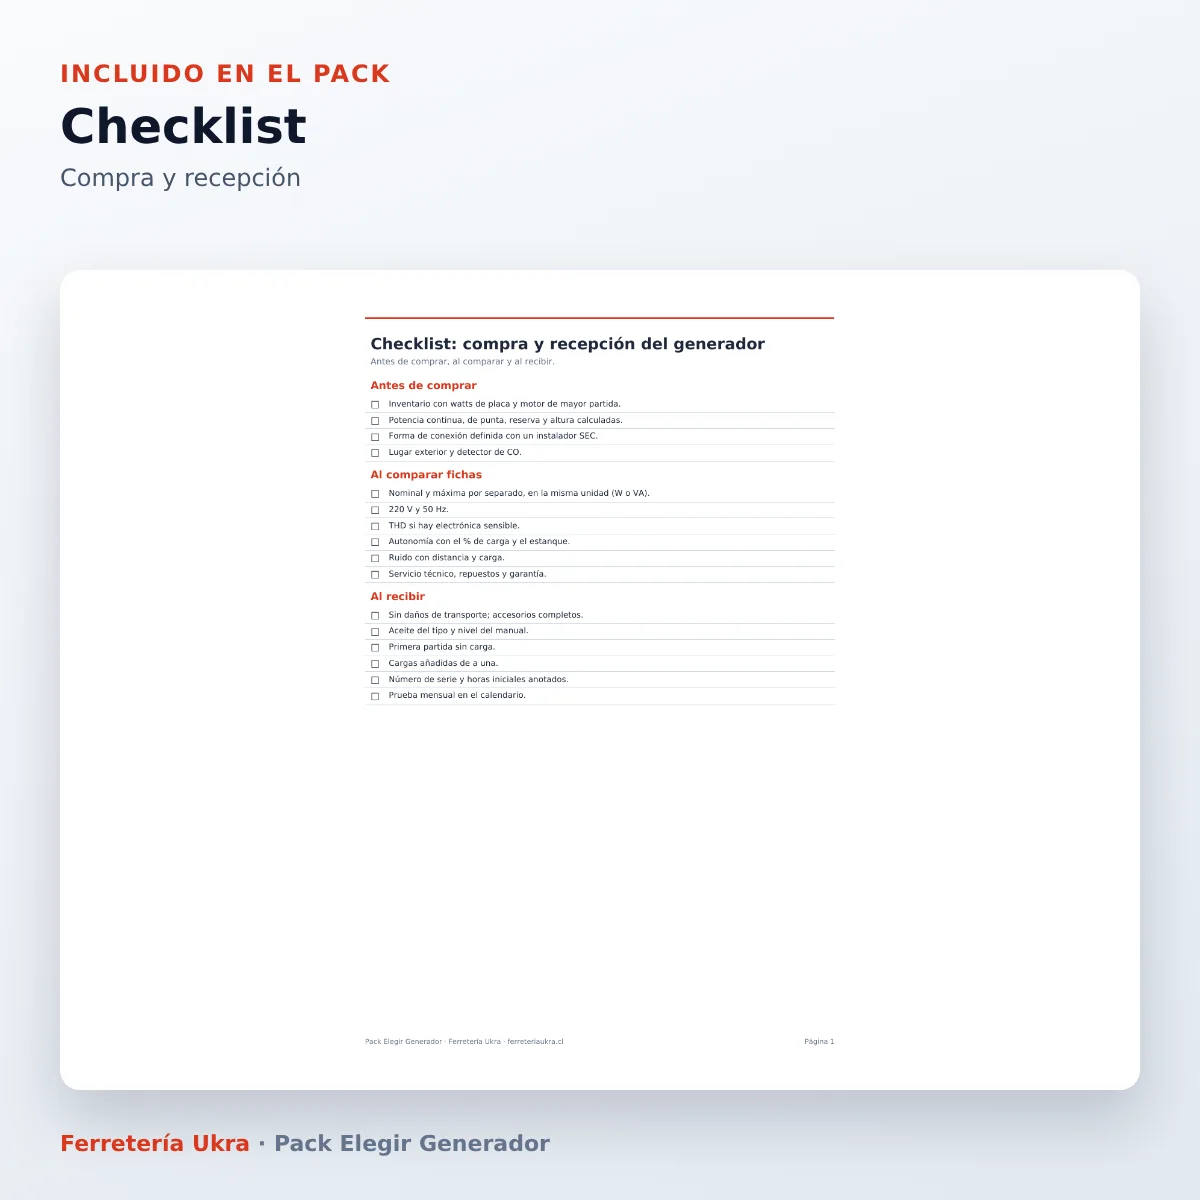 INCLUIDO EN EL PACK
Checklist
Compra y recepción
Checklist: compra y recepción del generador
Antes de comprar, al comparar y al recibir.
Antes de comprar
Inventario con watts de placa y motor de mayor partida.
Potencia continua, de punta, reserva y altura calculadas.
Forma de conexión definida con un instalador SEC.
Lugar exterior y detector de CO.
Al comparar fichas
Nominal y máxima por separado, en la misma unidad (W o VA).
220 V y 50 Hz.
THD si hay electrónica sensible.
Autonomía con el % de carga y el estanque.
Ruido con distancia y carga.
Servicio técnico, repuestos y garantía.
Al recibir
Sin daños de transporte; accesorios completos.
Aceite del tipo y nivel del manual.
Primera partida sin carga.
Cargas añadidas de a una.
Número de serie y horas iniciales anotados.
Prueba mensual en el calendario.
Pack Elegir Generador · Ferretería Ukra · ferreteriaukra.cl
Página 1
Ferretería Ukra · Pack Elegir Generador